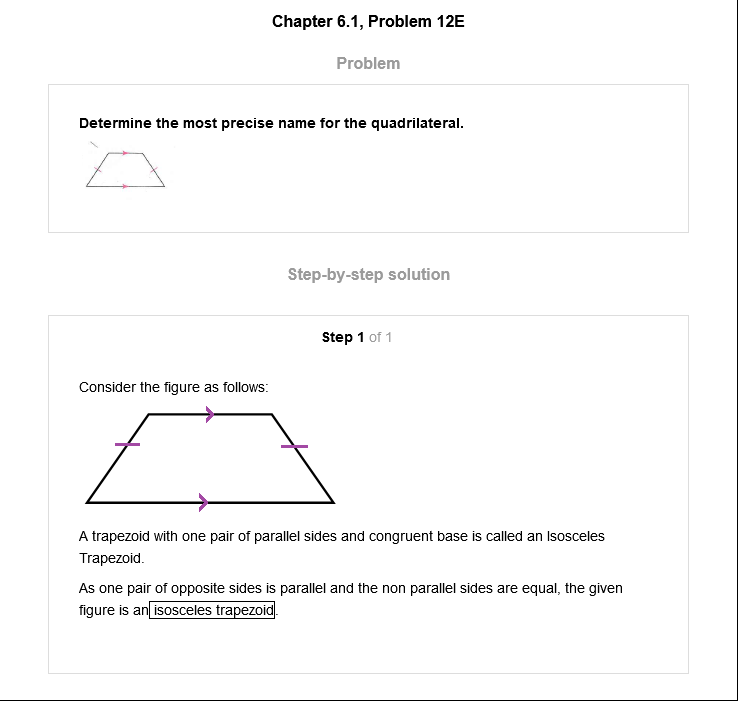 Chapter 6.1, Problem 12E
Problem
Determine the most precise name for the quadrilateral.
Step-by-step solution
Step 1 of 1
Consider the figure as follows:
A trapezoid with one pair of parallel sides and congruent base is called an Isosceles
Trapezoid.
As one pair of opposite sides is parallel and the non parallel sides are equal, the given
figure is an isosceles trapezoid.